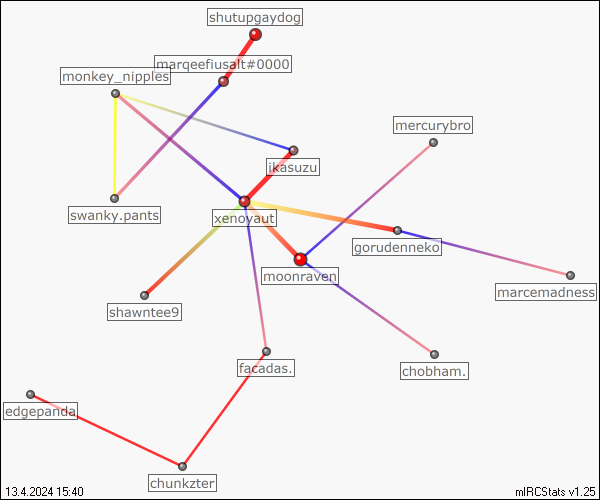 shutupgaydog
marqeefiusalt#0000
monkey_nipples
mercurybro
ikasuzu
swanky.pants
xenoyaut
gorudenneko
moonraven
marcemadness
shawntee9
facadas.
chobham.
edgepanda
chunkzter
13.4.2024 15:40
mIRCStats v1.25